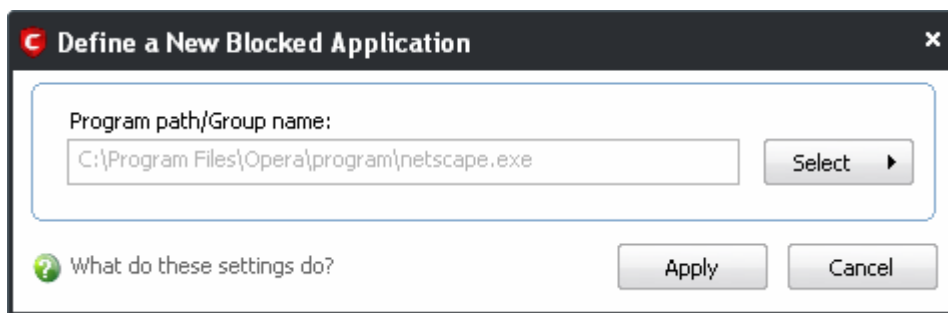 Define a New Blocked Application
Program path/Group name:
C:\Program Files\Opera\program\netscape.exe
Select
What do these settings do?
Apply
Cancel